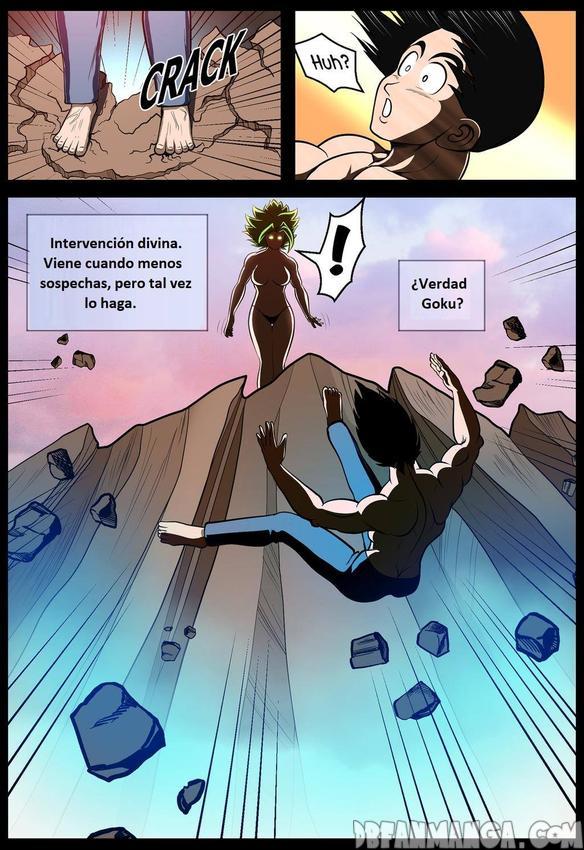 CRACK
Huh?
Intervención divina.
Viene cuando menos
sospechas, pero tal vez
lo haga.
!
¿Verdad
Goku?
DBFANMANGA.COM